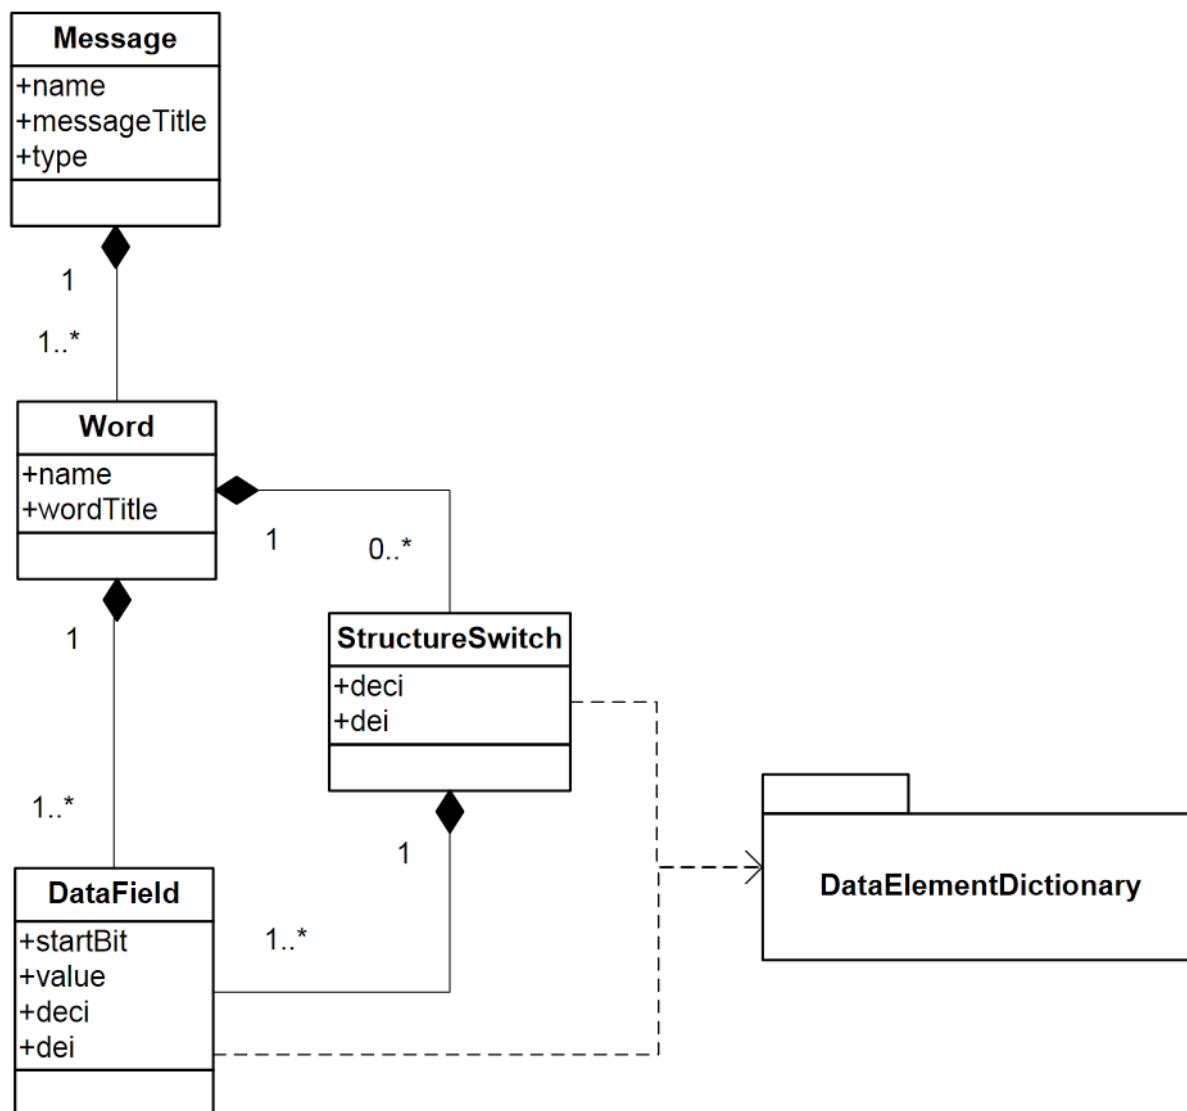 Message
+name
+messageTitle
+type
1
1..*
Word
+name
+wordTitle
1
0..*
1
StructureSwitch
+deci
+dei
1
1..*
1..*
DataField
+startBit
+value
+deci
+dei
DataElementDictionary